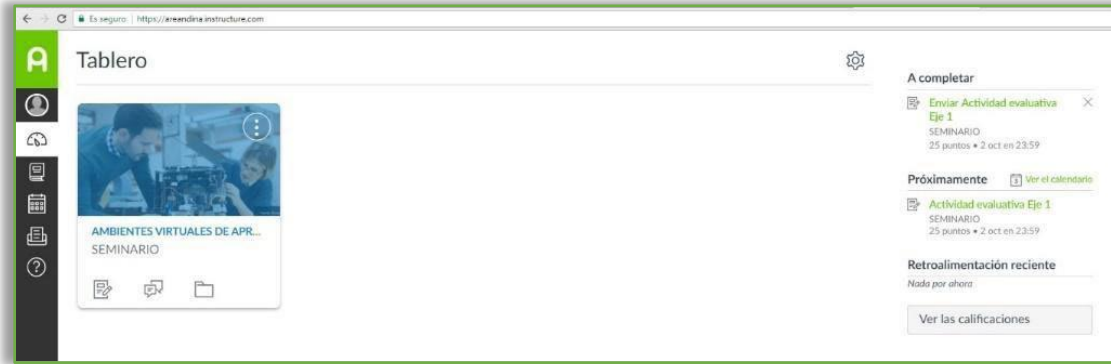 Es seguro | https://areandina.instructure.com
Tablero
AMBIENTES VIRTUALES DE APR...
SEMINARIO
A completar
Enviar Actividad evaluativa
Eje 1
SEMINARIO
25 puntos • 2 oct en 23:59
Próximamente
Ver el calendario
Actividad evaluativa Eje 1
SEMINARIO
25 puntos • 2 oct en 23:59
Retroalimentación reciente
Nada por ahora
Ver las calificaciones